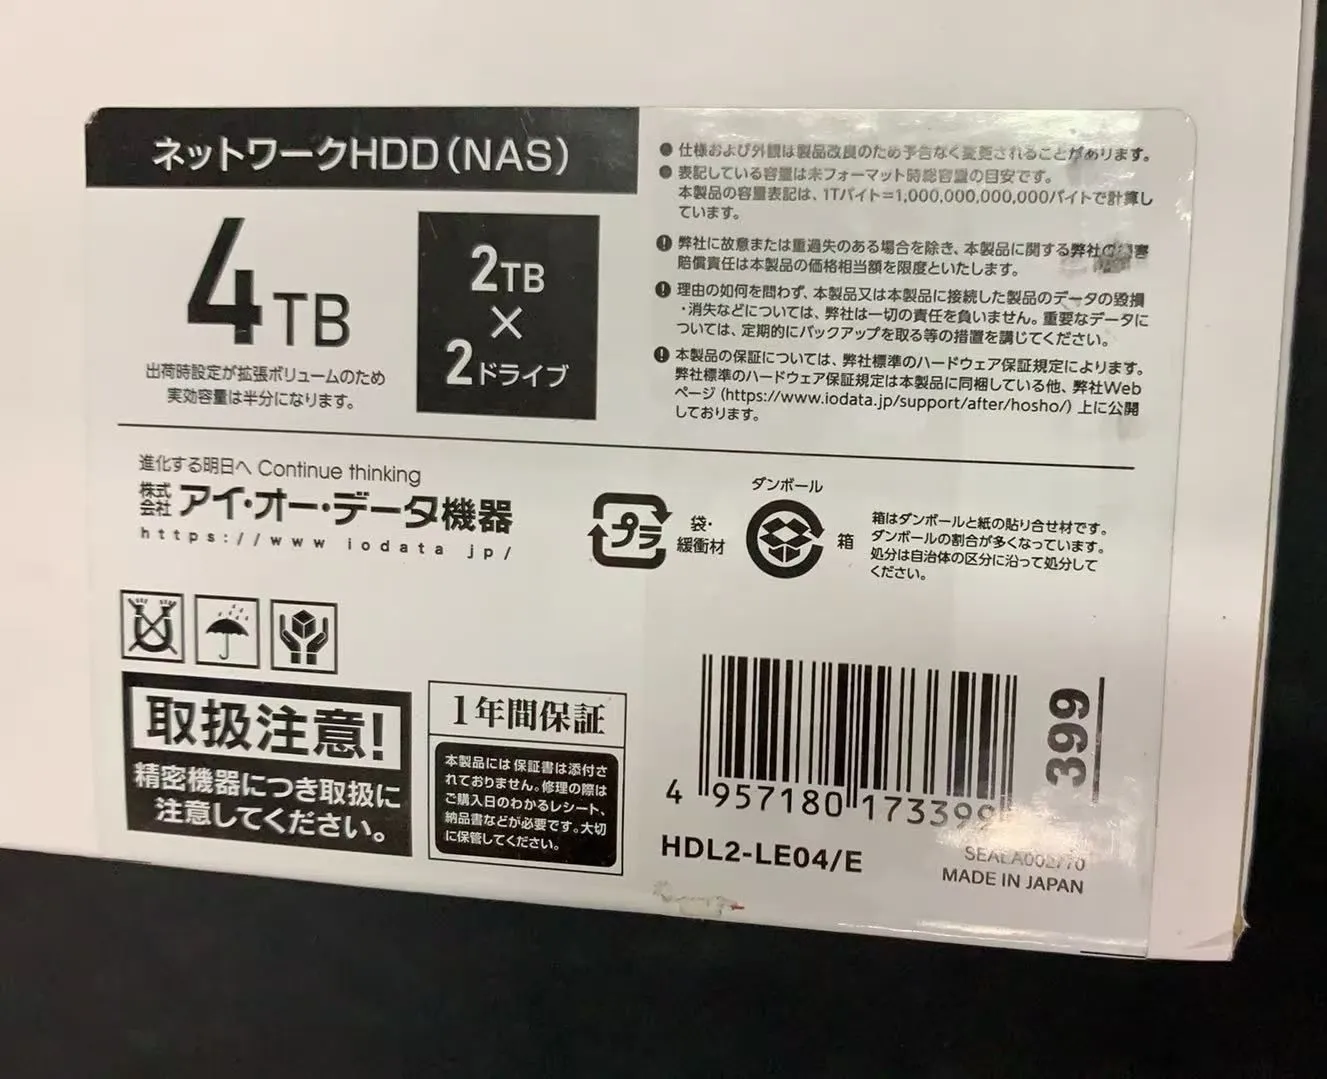 ネットワークHDD(NAS)
4TB
出荷時設定が拡張ボリュームのため
実効容量は半分になります。
2TB
×
2ドライブ
●仕様および外観は製品改良のため予告なく変更されることがあります。
●表記している容量は未フォーマット時総容量の目安です。
本製品の容量表記は、1Tバイト=1,000,000,000,000バイトで計算し
ています。
弊社に故意または重過失のある場合を除き、本製品に関する弊社の損害
賠償責任は本製品の価格相当額を限度といたします。
理由の如何を問わず、本製品又は本製品に接続した製品のデータの毀損
・消失などについては、弊社は一切の責任を負いません。重要なデータに
ついては、定期的にバックアップを取る等の措置を講じてください。
本製品の保証については、弊社標準のハードウェア保証規定によります。
弊社標準のハードウェア保証規定は本製品に同梱している他、弊社Web
ページ(https://www.iodata.jp/support/after/hosho/)上に公開
しております。
進化する明日へ Continue thinking
株式会社 アイ・オー・データ機器
https://www iodata jp/
プラ
袋・
緩衝材
ダンボール
箱
箱はダンボールと紙の貼り合せ材です。
ダンボールの割合が多くなっています。
処分は自治体の区分に沿って処分して
ください。
取扱注意!
精密機器につき取扱に
注意してください。
1年間保証
本製品には保証書は添付さ
れておりません。修理の際は
ご購入日のわかるレシート、
納品書などが必要です。大切
に保管してください。
4 957180 173399
399
HDL2-LE04/E
MADE IN JAPAN